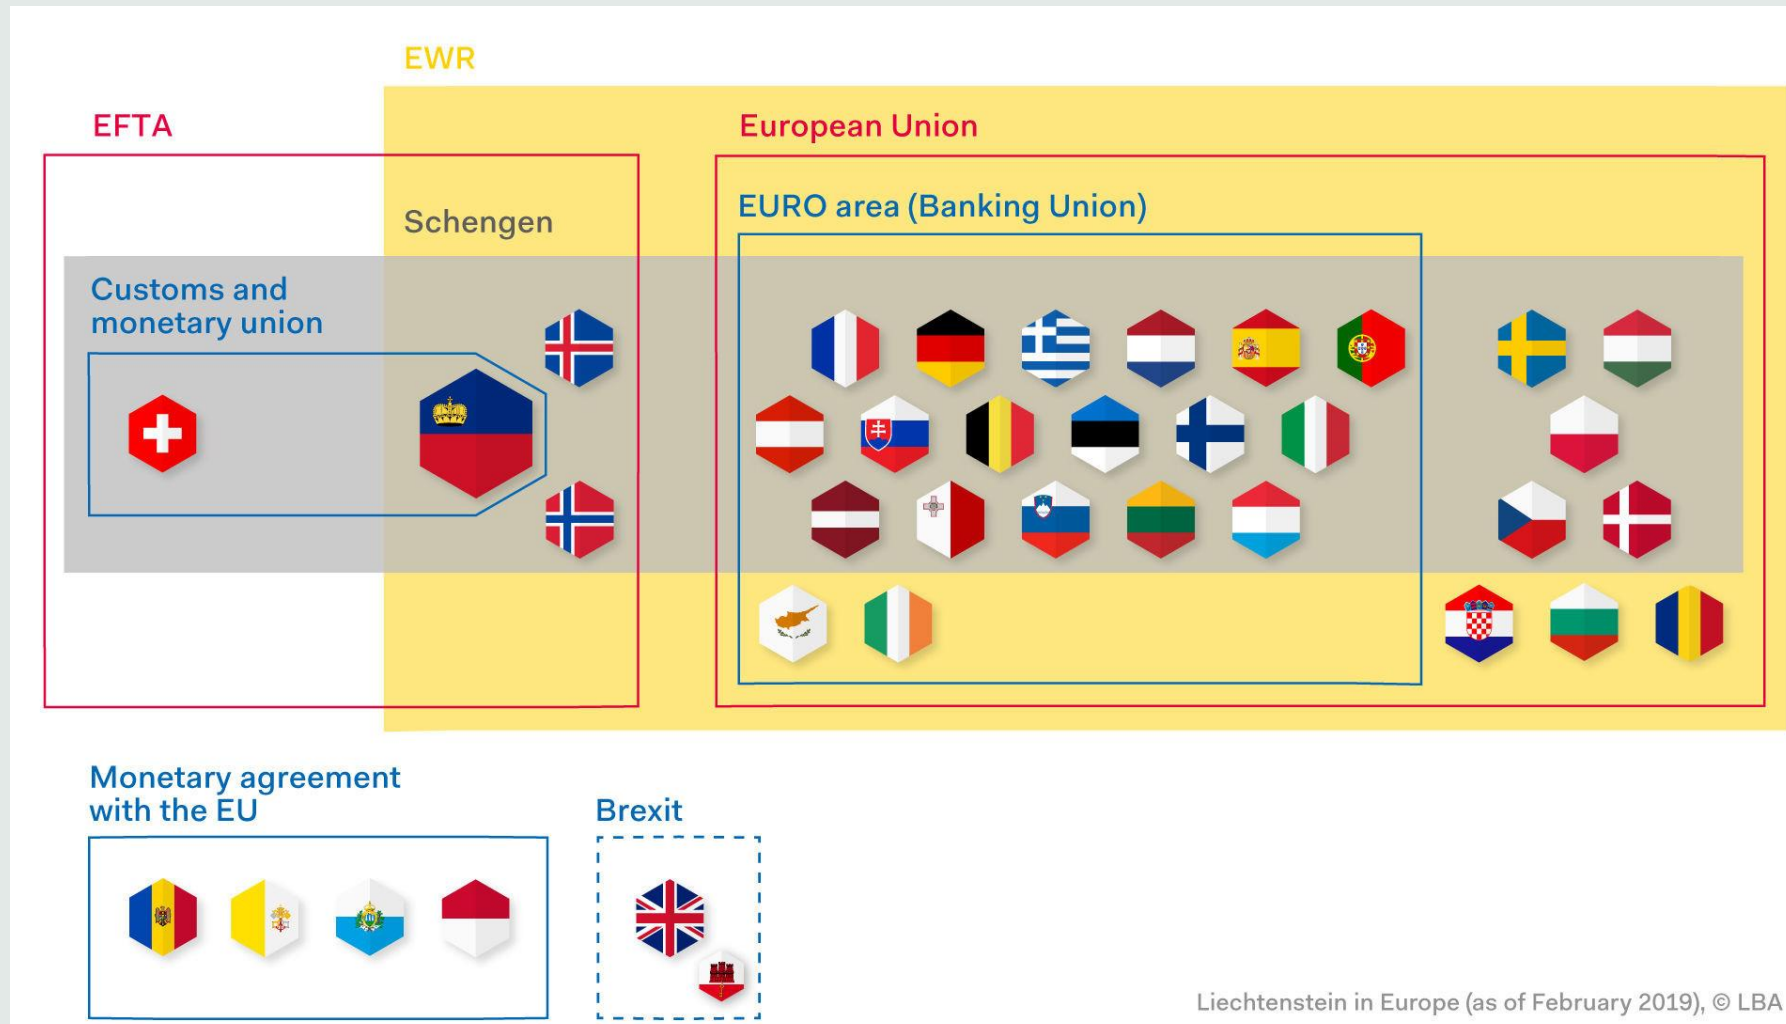 EWR
EFTA
European Union
EURO area (Banking Union)
Schengen
Customs and
monetary union
Monetary agreement
with the EU
Brexit
Liechtenstein in Europe (as of February 2019), © LBA